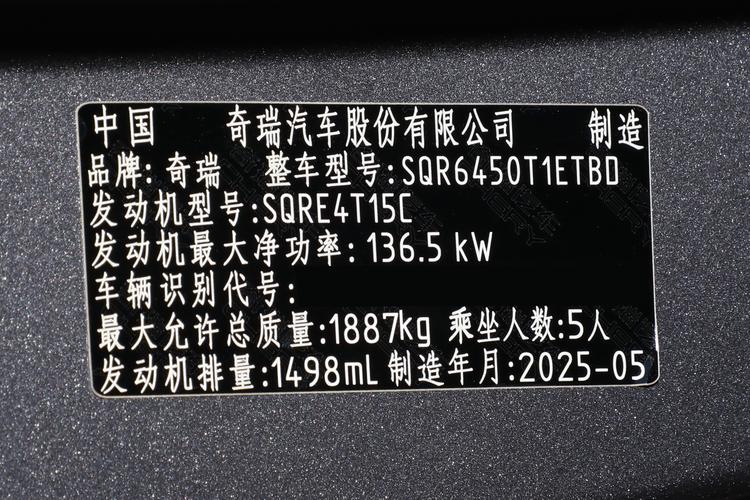 中国 奇瑞汽车股份有限公司 制造
品牌: 奇瑞 整车型号:SQR6450T1ETBD
发动机型号:SQRE4T15C
发动机最大净功率: 136.5 kW
车辆识别代号:
最大允许总质量:1887kg 乘坐人数:5人
发动机排量:1498mL 制造年月:2025-05